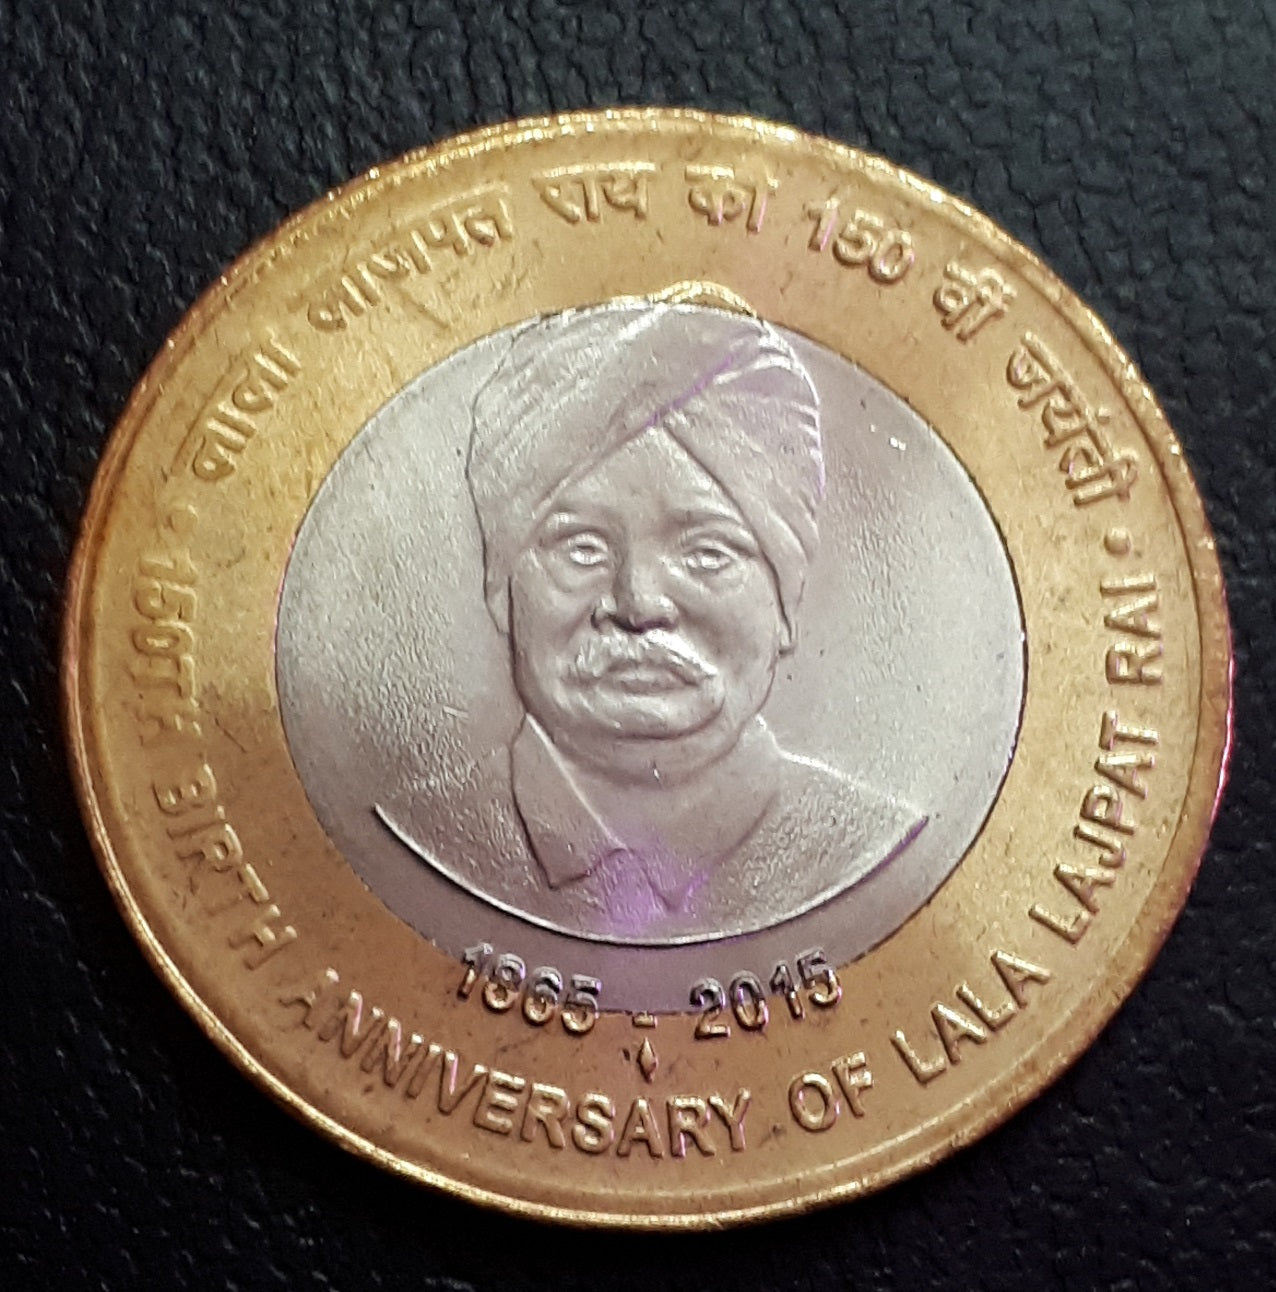 लाला लाजपत राय की 150 वीं जयंती
150TH BIRTH ANNIVERSARY OF LALA LAJPAT RAI
1865 - 2015